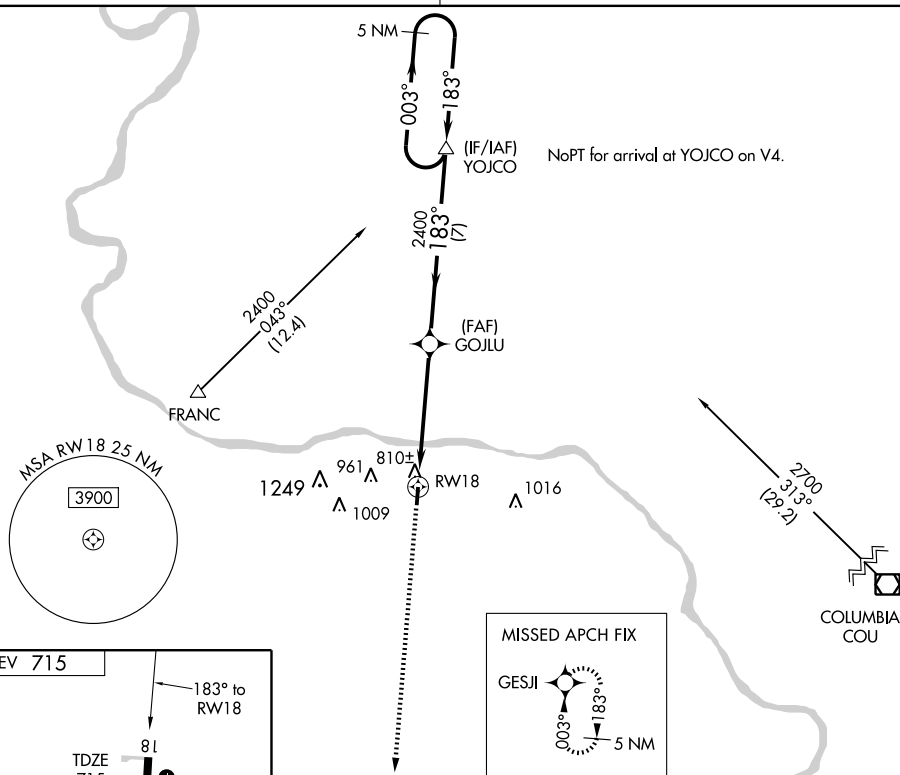 5 NM
003°
183°
(IF/IAF)
YOJCO
NoPT for arrival at YOJCO on V4.
2400
183°
(7)
2400
043°
(12.4)
(FAF)
GOJLU
FRANC
MSA RW18 25 NM
3900
1249
961
810±
1009
RW18
1016
2700
313°
(29.2)
COLUMBIA
COU
MISSED APCH FIX
GESJI
003°
183°
5 NM
EV 715
183° to
RW18
18
TDZE
715